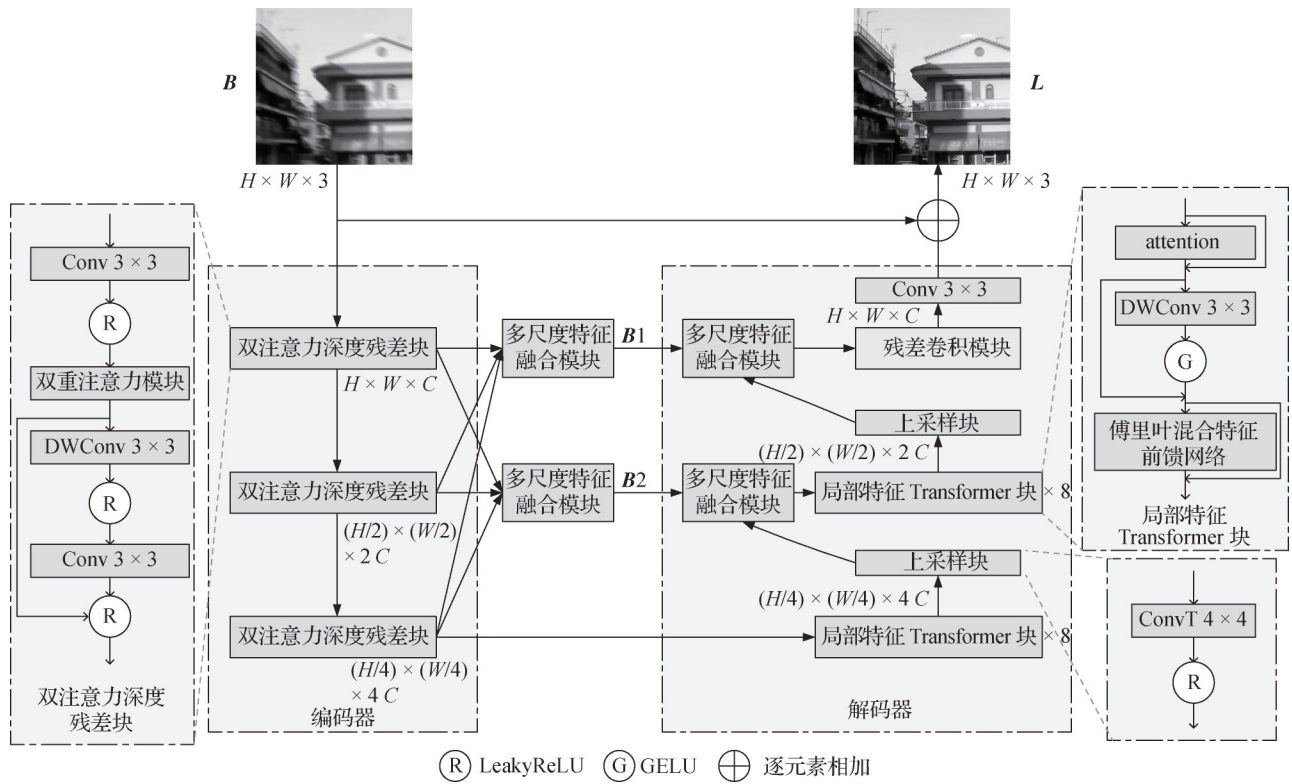 B
L
H × W × 3
H × W × 3
Conv 3 × 3
R
双重注意力模块
DWConv 3 × 3
R
Conv 3 × 3
R
双注意力深度
残差块
双注意力深度残差块
H × W × C
双注意力深度残差块
(H/2) × (W/2)
× 2 C
双注意力深度残差块
(H/4) × (W/4)
× 4 C
编码器
多尺度特征
融合模块
B1
多尺度特征
融合模块
B2
Conv 3 × 3
H × W × C
多尺度特征
融合模块
残差卷积模块
上采样块
(H/2) × (W/2) × 2 C
多尺度特征
融合模块
局部特征 Transformer 块 × 8
上采样块
(H/4) × (W/4) × 4 C
局部特征 Transformer 块 × 8
解码器
attention
DWConv 3 × 3
G
傅里叶混合特征
前馈网络
局部特征
Transformer 块
ConvT 4 × 4
R
R LeakyReLU G GELU 逐元素相加